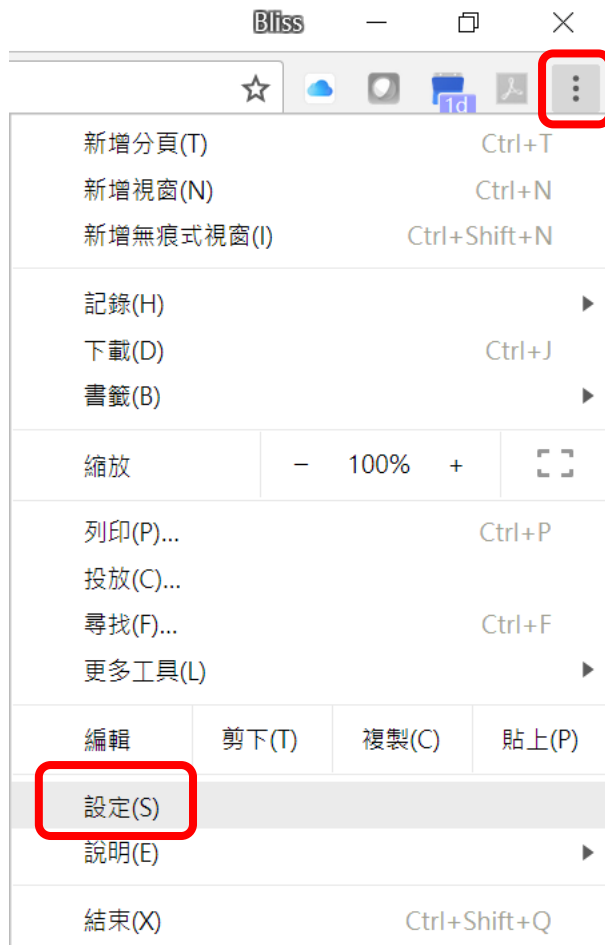 Bliss
1d
新增分頁(T) Ctrl+T
新增視窗(N) Ctrl+N
新增無痕式視窗(I) Ctrl+Shift+N
記錄(H)
下載(D) Ctrl+J
書籤(B)
縮放 − 100% +
列印(P)... Ctrl+P
投放(C)...
尋找(F)... Ctrl+F
更多工具(L)
編輯 剪下(T) 複製(C) 貼上(P)
設定(S)
說明(E)
結束(X) Ctrl+Shift+Q